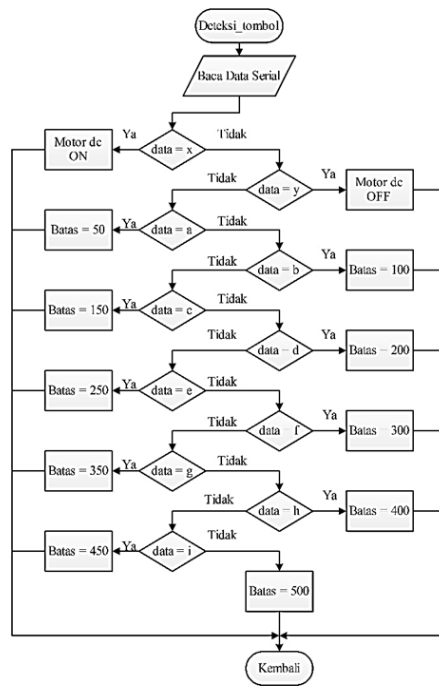 Deteksi_tombol
Baca Data Serial
Ya
Tidak
Motor dc
ON
data = x
Tidak
Ya
data = y
Motor dc
OFF
Tidak
Batas = 50
Ya
data = a
Tidak
Ya
data = b
Batas = 100
Tidak
Batas = 150
Ya
data = c
Tidak
Ya
data = d
Batas = 200
Tidak
Batas = 250
Ya
data = e
Tidak
Ya
data = f
Batas = 300
Tidak
Batas = 350
Ya
data = g
Tidak
Ya
data = h
Batas = 400
Tidak
Batas = 450
Ya
data = i
Tidak
Batas = 500
Kembali